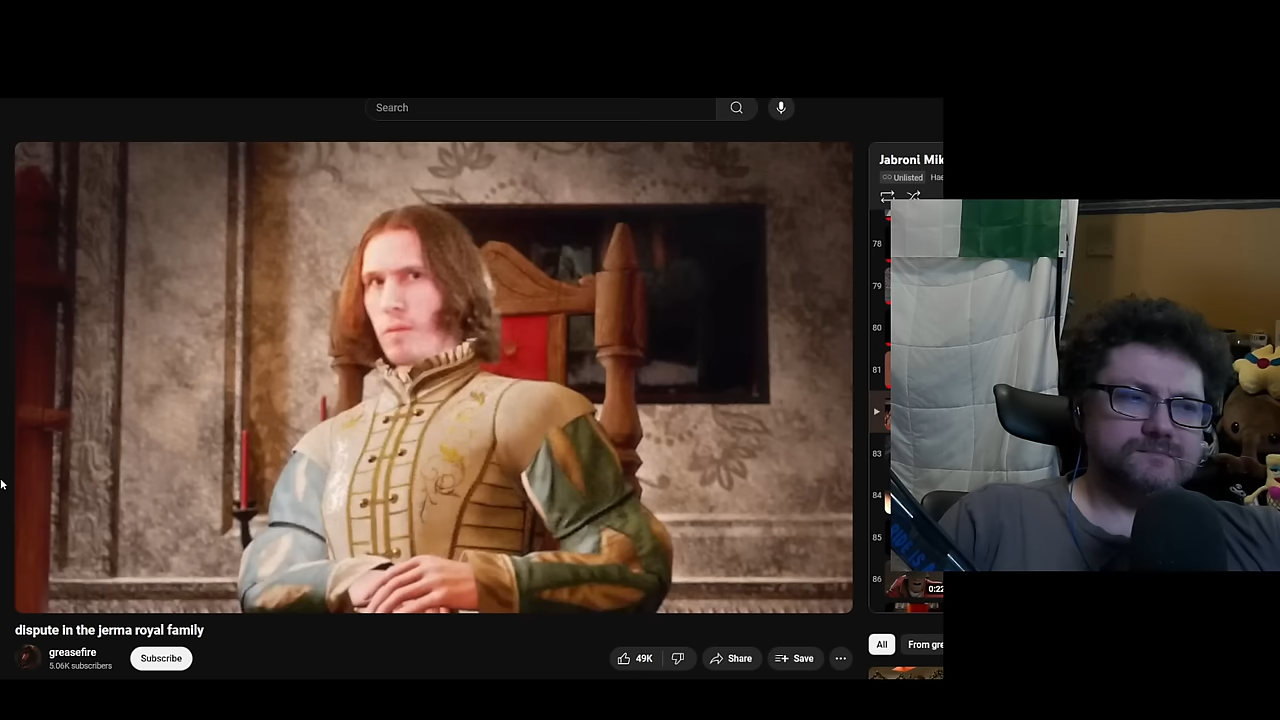 Search
Jabroni Mik
Unlisted
Hae
78
79
80
81
83
84
85
86
0:22
dispute in the Jerma royal family
greasefire
5.06K subscribers
Subscribe
49K
Share
Save
All
From gre